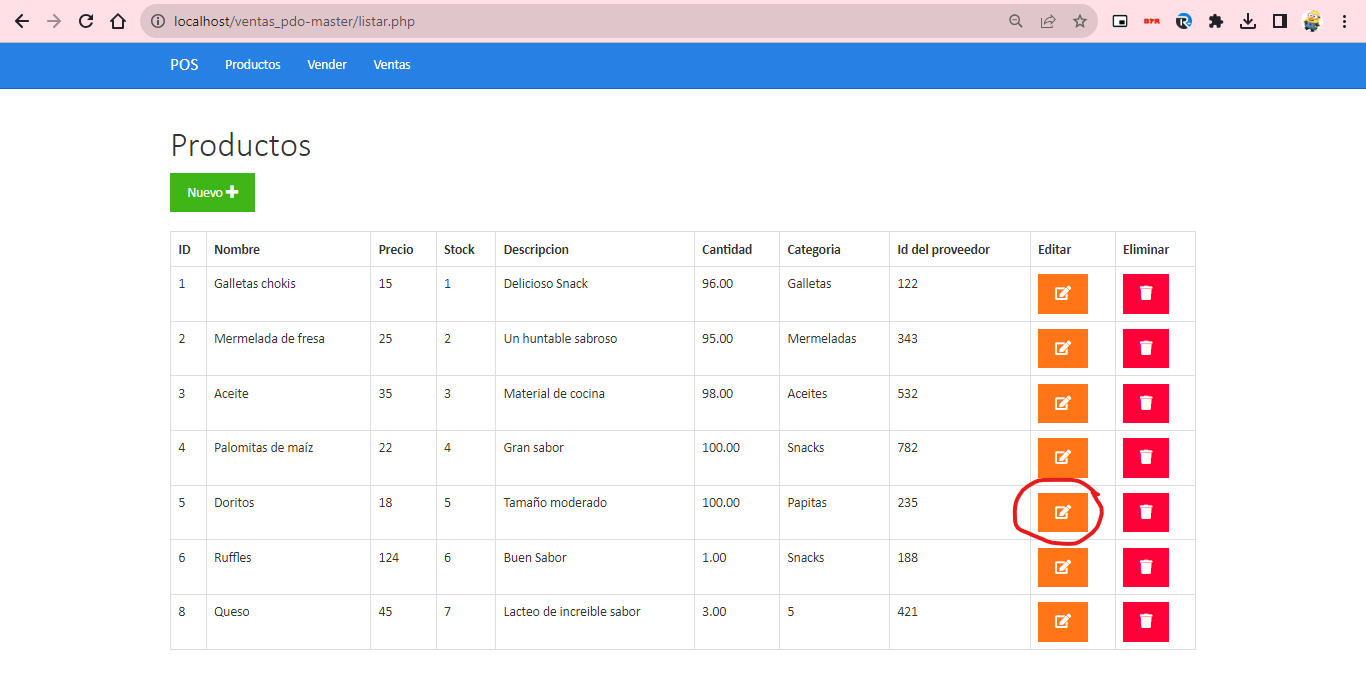 localhost/ventas_pdo-master/listar.php
POS Productos Vender Ventas
Productos
Nuevo
ID Nombre Precio Stock Descripcion Cantidad Categoria Id del proveedor Editar Eliminar
1 Galletas chokis 15 1 Delicioso Snack 96.00 Galletas 122
2 Mermelada de fresa 25 2 Un huntable sabroso 95.00 Mermeladas 343
3 Aceite 35 3 Material de cocina 98.00 Aceites 532
4 Palomitas de maíz 22 4 Gran sabor 100.00 Snacks 782
5 Doritos 18 5 Tamaño moderado 100.00 Papitas 235
6 Ruffles 124 6 Buen Sabor 1.00 Snacks 188
8 Queso 45 7 Lacteo de increible sabor 3.00 5 421